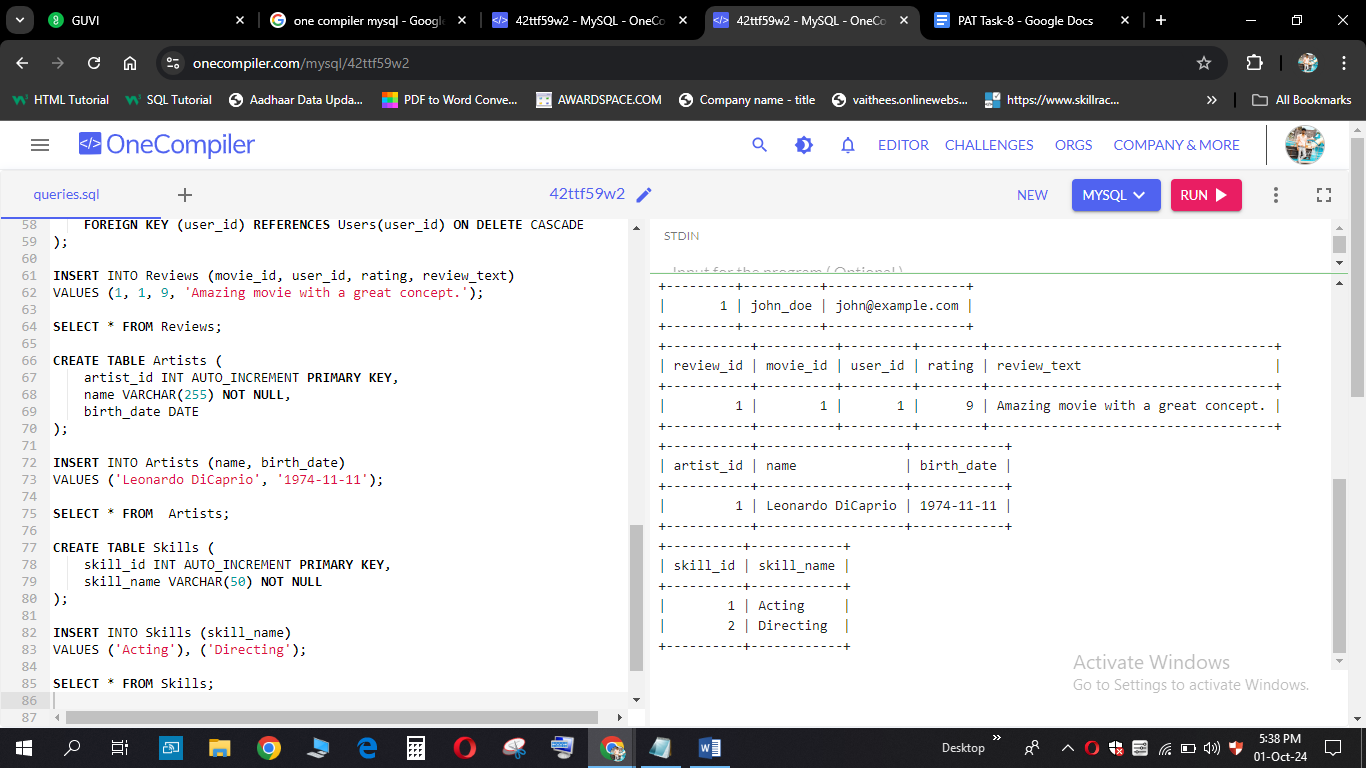 GUVI
one compiler mysql - Googl
42ttf59w2 - MySQL - OneCo
42ttf59w2 - MySQL - OneCo
PAT Task-8 - Google Docs
onecompiler.com/mysql/42ttf59w2
HTML Tutorial
SQL Tutorial
Aadhaar Data Upda...
PDF to Word Conve...
AWARDSPACE.COM
Company name - title
vaithees.onlinewebs...
https://www.skillrac...
All Bookmarks
OneCompiler
EDITOR
CHALLENGES
ORGS
COMPANY & MORE
queries.sql
42ttf59w2
NEW
MYSQL
RUN
58 FOREIGN KEY (user_id) REFERENCES Users(user_id) ON DELETE CASCADE
59 );
60
61 INSERT INTO Reviews (movie_id, user_id, rating, review_text)
62 VALUES (1, 1, 9, 'Amazing movie with a great concept.');
63
64 SELECT * FROM Reviews;
65
66 CREATE TABLE Artists (
67 artist_id INT AUTO_INCREMENT PRIMARY KEY,
68 name VARCHAR(255) NOT NULL,
69 birth_date DATE
70 );
71
72 INSERT INTO Artists (name, birth_date)
73 VALUES ('Leonardo DiCaprio', '1974-11-11');
74
75 SELECT * FROM  Artists;
76
77 CREATE TABLE Skills (
78 skill_id INT AUTO_INCREMENT PRIMARY KEY,
79 skill_name VARCHAR(50) NOT NULL
80 );
81
82 INSERT INTO Skills (skill_name)
83 VALUES ('Acting'), ('Directing');
84
85 SELECT * FROM Skills;
86
87
STDIN
Input for the program ( Optional )
+---------+----------+------------------+
| 1 | john_doe | john@example.com |
+---------+----------+------------------+
+-----------+----------+---------+--------+-------------------------------------+
| review_id | movie_id | user_id | rating | review_text |
+-----------+----------+---------+--------+-------------------------------------+
| 1 | 1 | 1 | 9 | Amazing movie with a great concept. |
+-----------+----------+---------+--------+-------------------------------------+
+-----------+-------------------+------------+
| artist_id | name | birth_date |
+-----------+-------------------+------------+
| 1 | Leonardo DiCaprio | 1974-11-11 |
+-----------+-------------------+------------+
+----------+------------+
| skill_id | skill_name |
+----------+------------+
| 1 | Acting |
| 2 | Directing |
+----------+------------+
Activate Windows
Go to Settings to activate Windows.
Desktop
5:38 PM
01-Oct-24